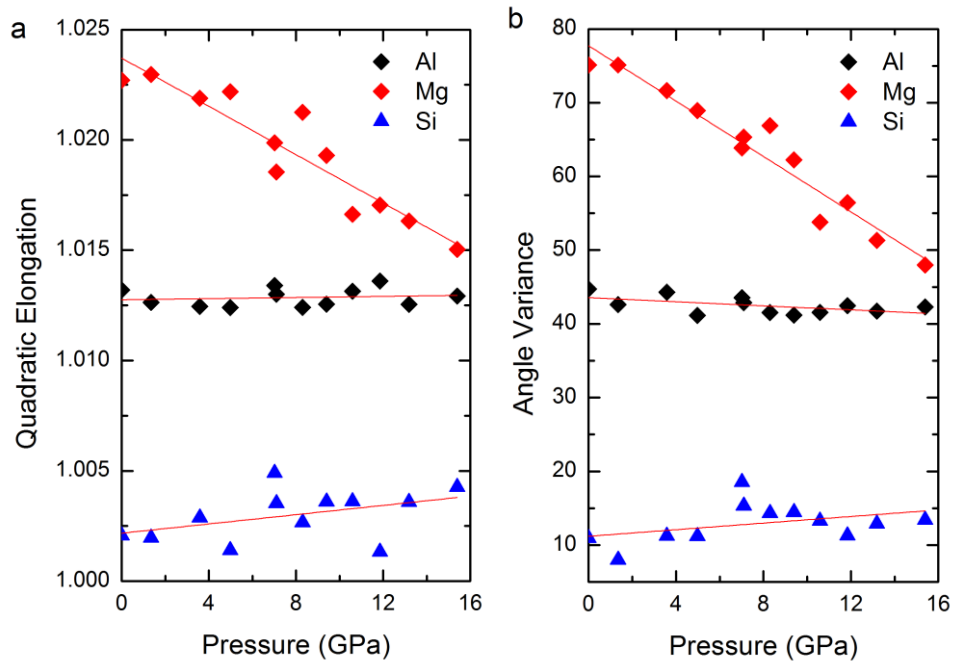 a
Quadratic Elongation
1.025
1.020
1.015
1.010
1.005
1.000
Al
Mg
Si
0 4 8 12 16
Pressure (GPa)
b
Angle Variance
80
70
60
50
40
30
20
10
Al
Mg
Si
0 4 8 12 16
Pressure (GPa)